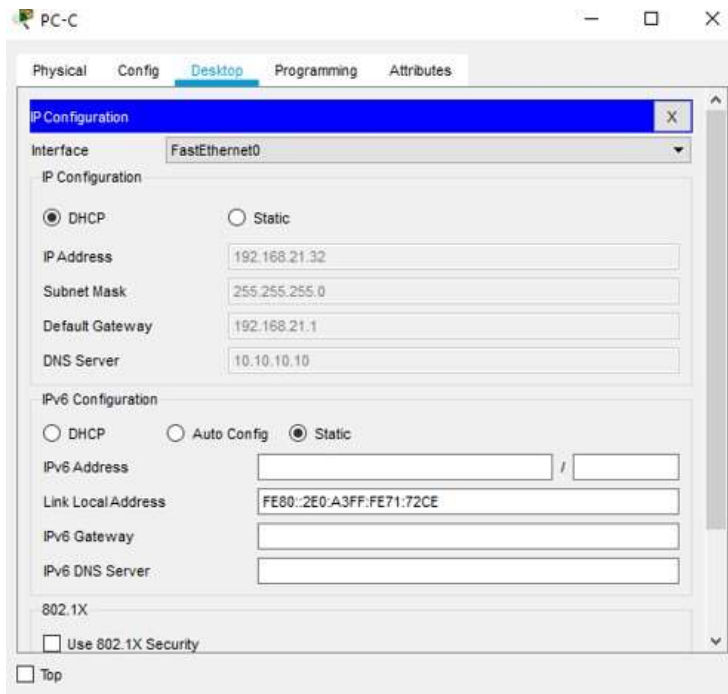 PC-C
Physical Config Desktop Programming Attributes
IP Configuration X
Interface FastEthernet0
IP Configuration
DHCP Static
IP Address 192.168.21.32
Subnet Mask 255.255.255.0
Default Gateway 192.168.21.1
DNS Server 10.10.10.10
IPv6 Configuration
DHCP Auto Config Static
IPv6 Address /
Link Local Address FE80::2E0:A3FF:FE71:72CE
IPv6 Gateway
IPv6 DNS Server
802.1X
Use 802.1X Security
Top